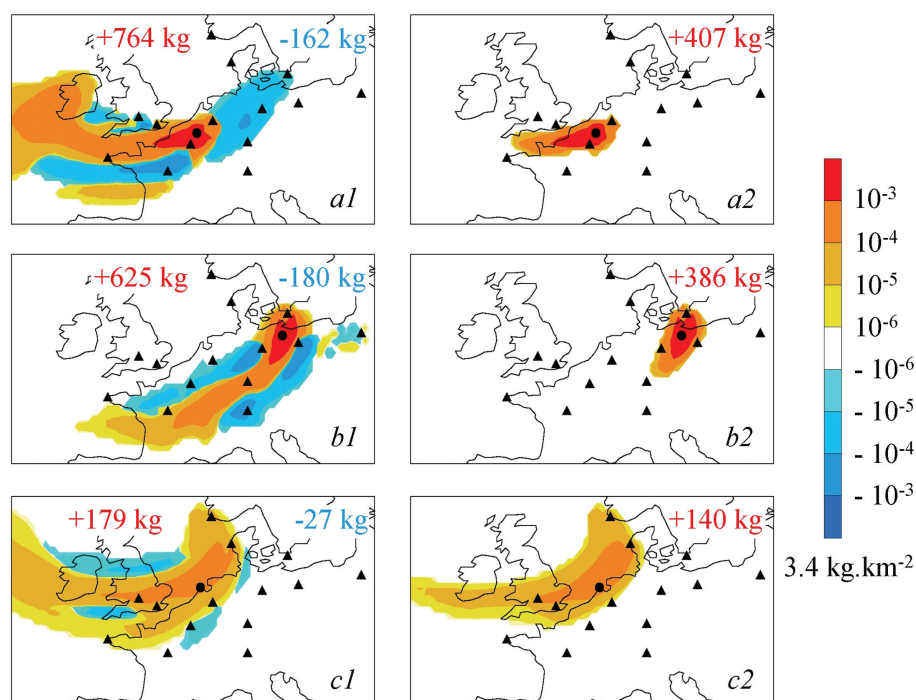 +764 kg
-162 kg
a1
+407 kg
a2
+625 kg
-180 kg
b1
+386 kg
b2
+179 kg
-27 kg
c1
+140 kg
c2
10-3
10-4
10-5
10-6
- 10-6
- 10-5
- 10-4
- 10-3
3.4 kg.km-2